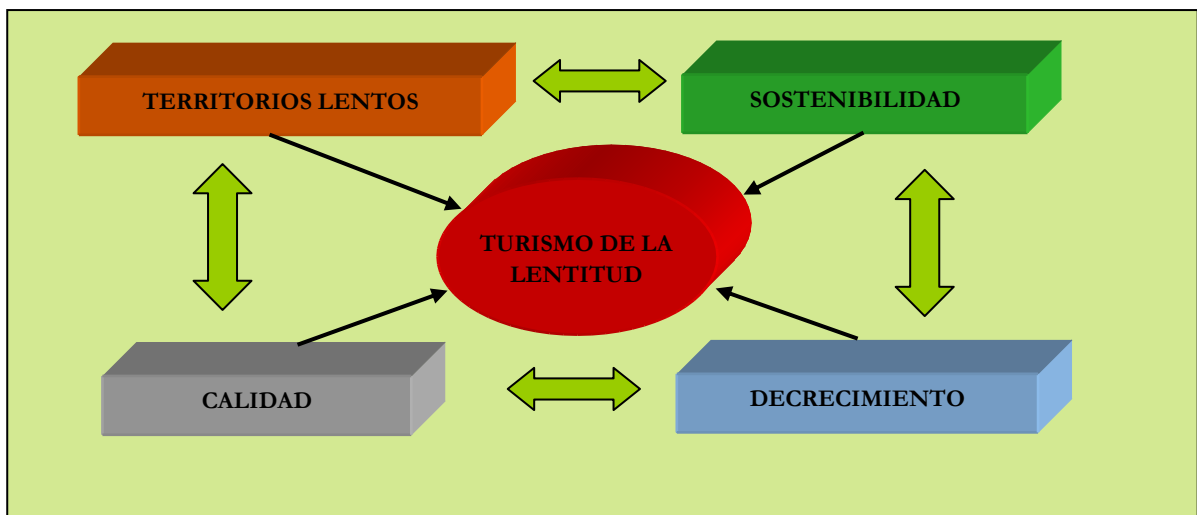 TERRITORIOS LENTOS
SOSTENIBILIDAD
TURISMO DE LA
LENTITUD
CALIDAD
DECRECIMIENTO